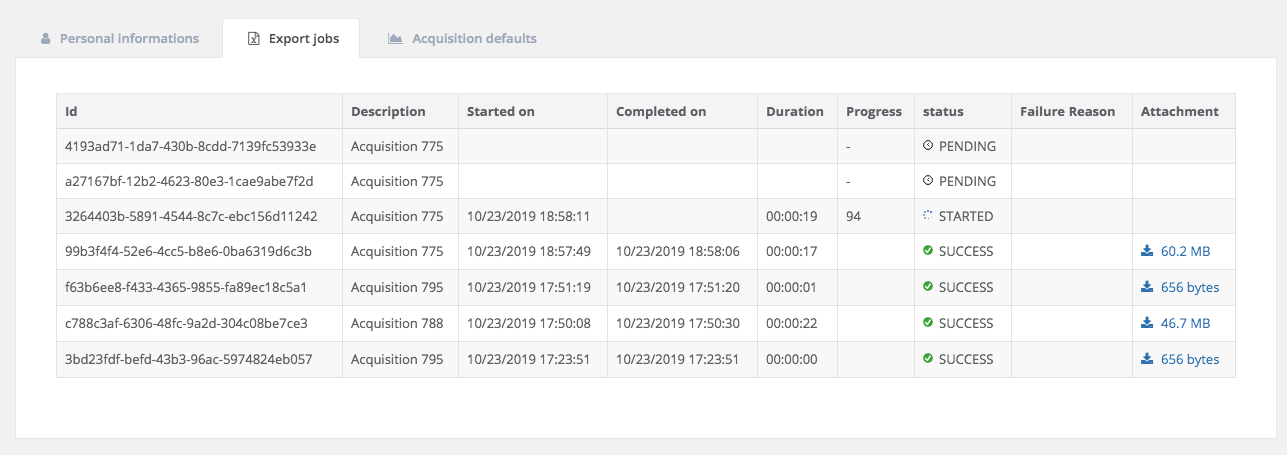 Personal informations Export jobs Acquisition defaults
Id Description Started on Completed on Duration Progress status Failure Reason Attachment
4193ad71-1da7-430b-8cdd-7139fc53933e Acquisition 775 - PENDING
a27167bf-12b2-4623-80e3-1cae9abe7f2d Acquisition 775 - PENDING
3264403b-5891-4544-8c7c-ebc156d11242 Acquisition 775 10/23/2019 18:58:11 00:00:19 94 STARTED
99b3f4f4-52e6-4cc5-b8e6-0ba6319d6c3b Acquisition 775 10/23/2019 18:57:49 10/23/2019 18:58:06 00:00:17 SUCCESS 60.2 MB
f63b6ee8-f433-4365-9855-fa89ec18c5a1 Acquisition 795 10/23/2019 17:51:19 10/23/2019 17:51:20 00:00:01 SUCCESS 656 bytes
c788c3af-6306-48fc-9a2d-304c08be7ce3 Acquisition 788 10/23/2019 17:50:08 10/23/2019 17:50:30 00:00:22 SUCCESS 46.7 MB
3bd23fdf-befd-43b3-96ac-5974824eb057 Acquisition 795 10/23/2019 17:23:51 10/23/2019 17:23:51 00:00:00 SUCCESS 656 bytes